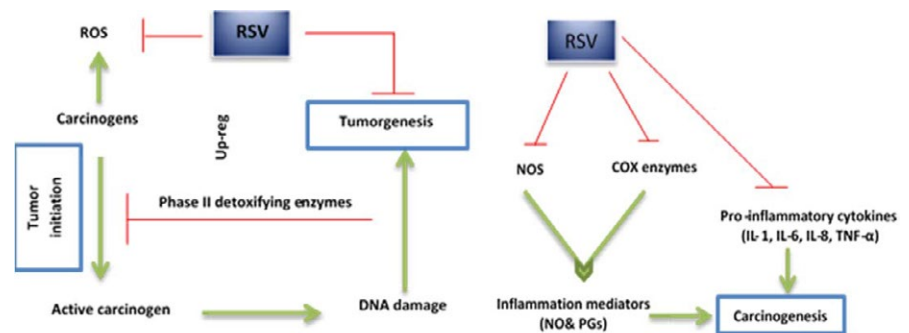 ROS
RSV
Carcinogens
Up-reg
Tumorgenesis
Tumor
initiation
Phase II detoxifying enzymes
Active carcinogen
DNA damage
RSV
NOS
COX enzymes
Pro-inflammatory cytokines
(IL-1, IL-6, IL-8, TNF-α)
Inflammation mediators
(NO& PGs)
Carcinogenesis